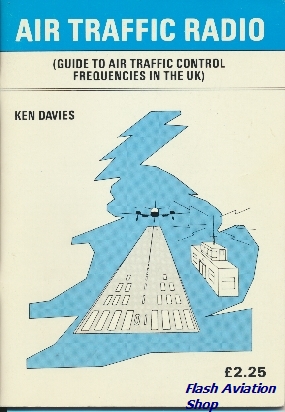 AIR TRAFFIC RADIO
(GUIDE TO AIR TRAFFIC CONTROL
FREQUENCIES IN THE UK)
KEN DAVIES
£2.25
Flash Aviation
Shop